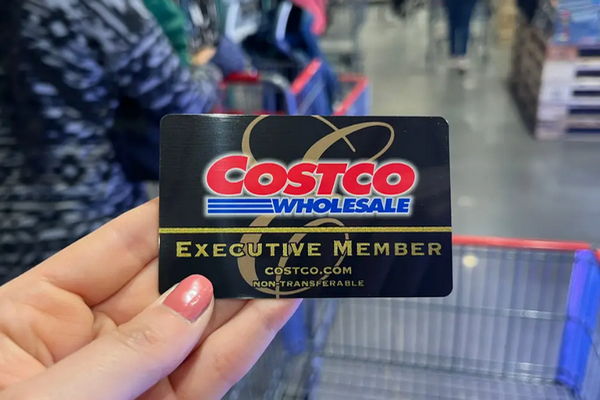 COSTCO
WHOLESALE
EXECUTIVE MEMBER
COSTCO.COM
NON-TRANSFERABLE